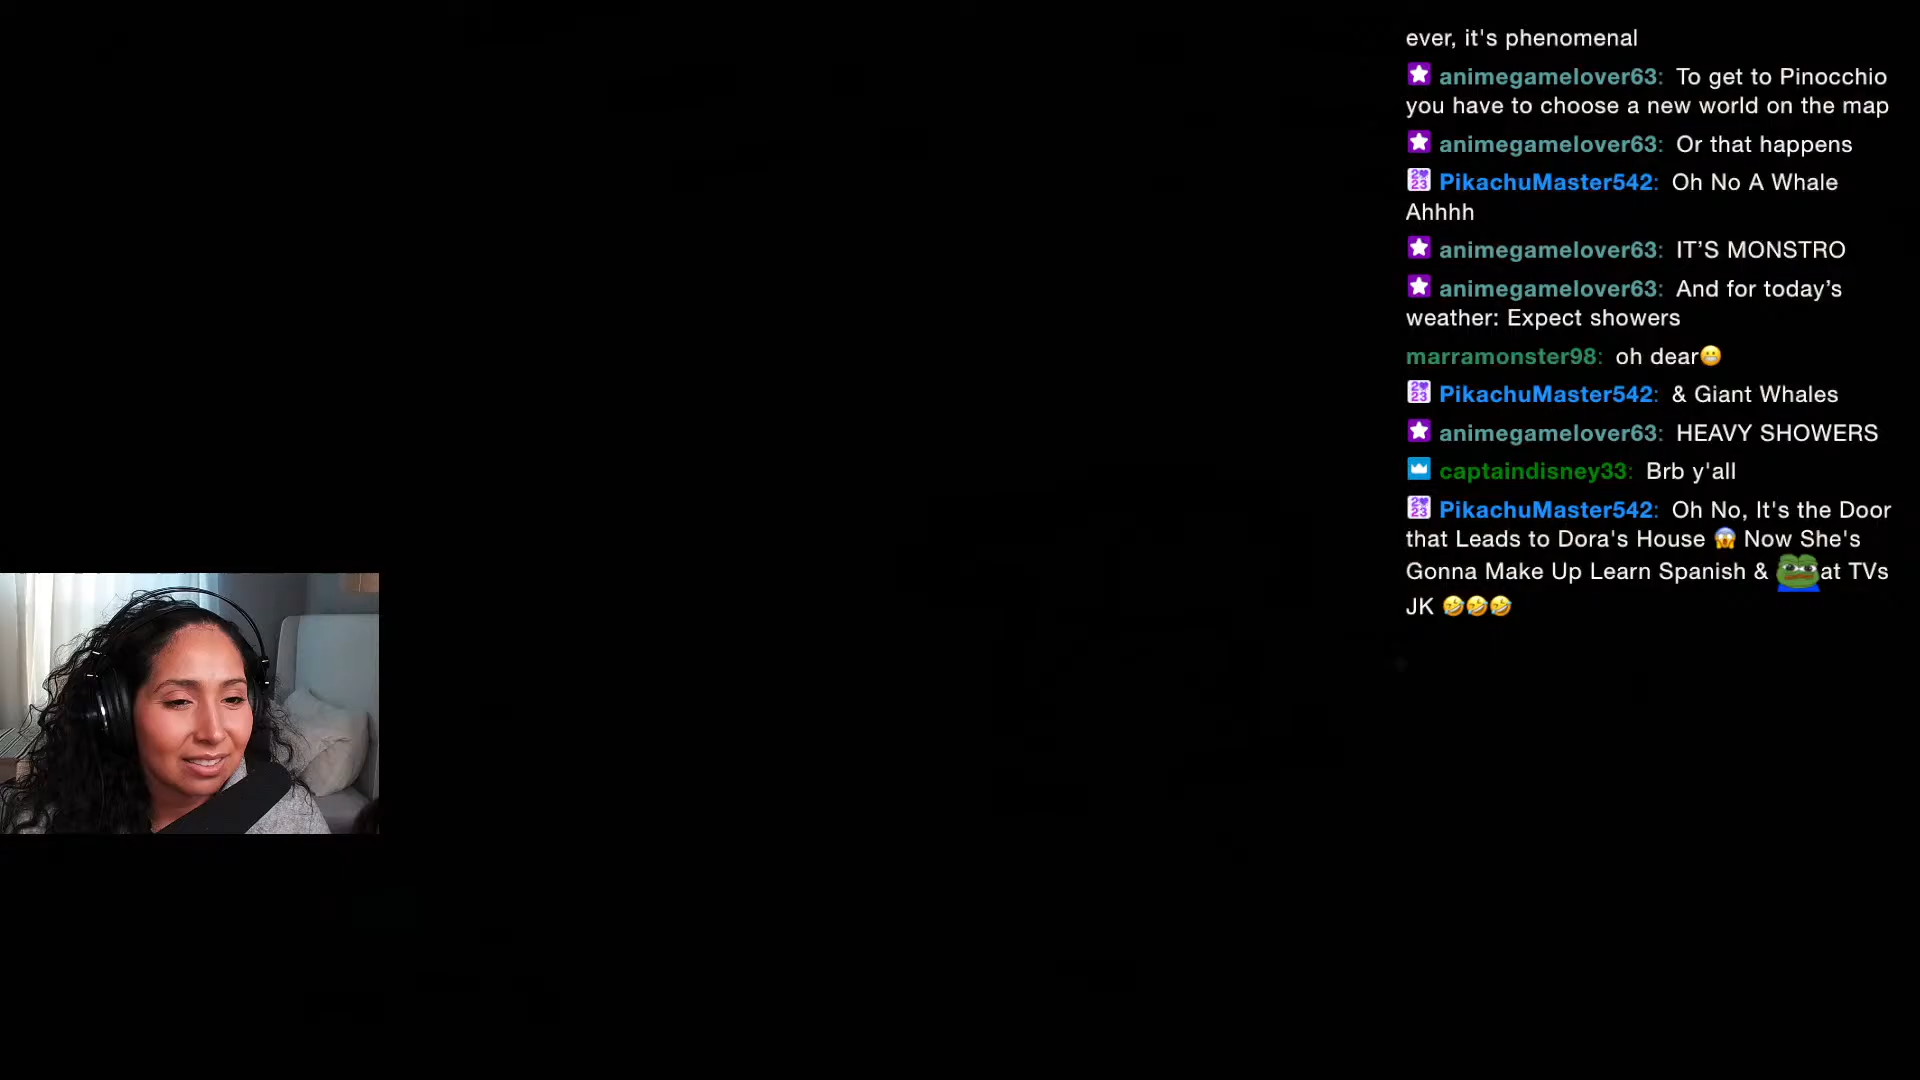 ever, it's phenomenal
animegamelover63: To get to Pinocchio
you have to choose a new world on the map
animegamelover63: Or that happens
PikachuMaster542: Oh No A Whale
Ahhhh
animegamelover63: IT’S MONSTRO
animegamelover63: And for today’s
weather: Expect showers
marramonster98: oh dear😬
PikachuMaster542: & Giant Whales
animegamelover63: HEAVY SHOWERS
captaindisney33: Brb y'all
PikachuMaster542: Oh No, It's the Door
that Leads to Dora's House 😱 Now She's
Gonna Make Up Learn Spanish & at TVs
JK 🤣🤣🤣